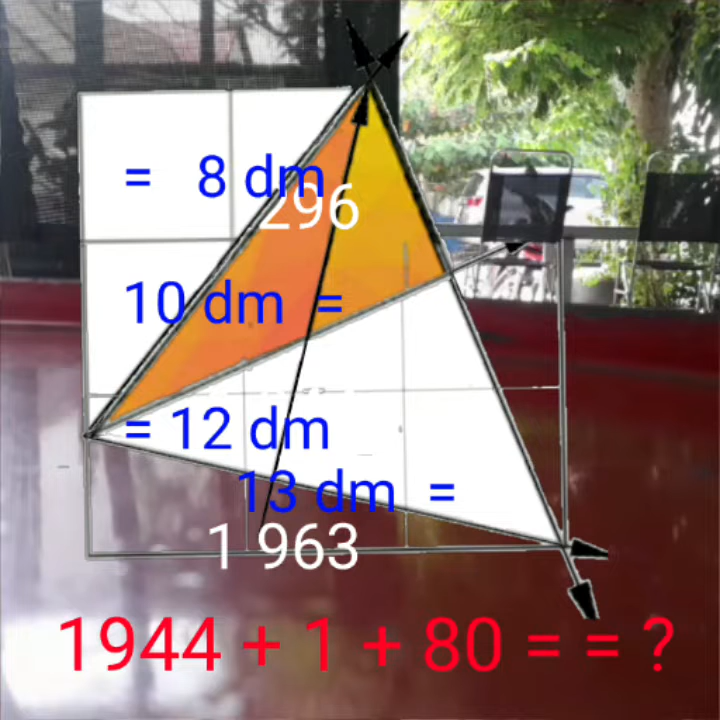 = 8 dm
296
10 dm =
= 12 dm
13 dm =
1 963
1944 + 1 + 80 = = ?